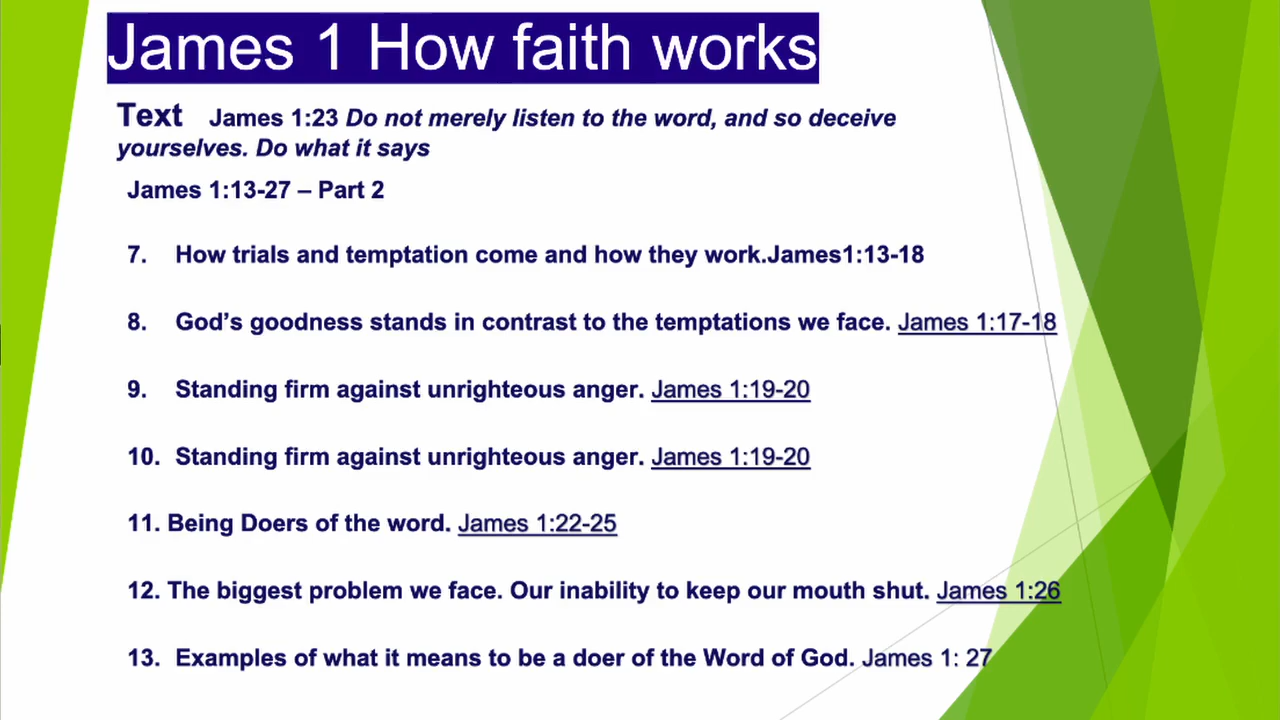 James 1 How faith works
Text James 1:23 Do not merely listen to the word, and so deceive
yourselves. Do what it says
James 1:13-27 – Part 2
7. How trials and temptation come and how they work.James1:13-18
8. God’s goodness stands in contrast to the temptations we face. James 1:17-18
9. Standing firm against unrighteous anger. James 1:19-20
10. Standing firm against unrighteous anger. James 1:19-20
11. Being Doers of the word. James 1:22-25
12. The biggest problem we face. Our inability to keep our mouth shut. James 1:26
13. Examples of what it means to be a doer of the Word of God. James 1: 27